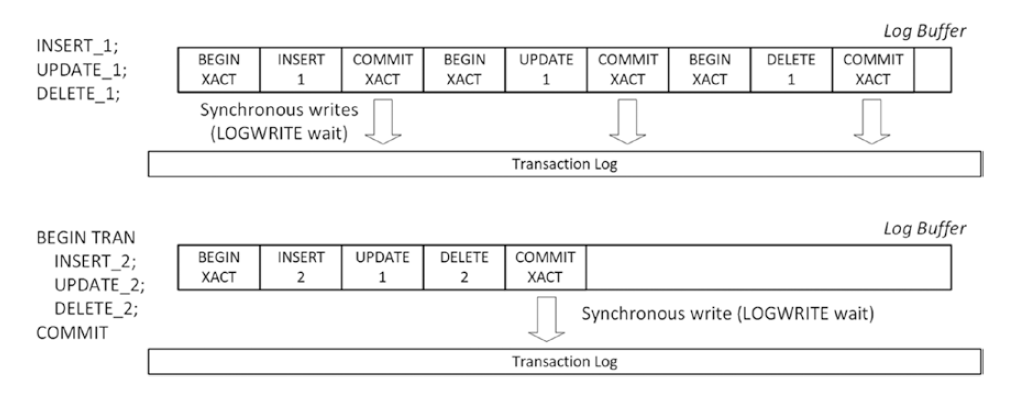 Log Buffer
INSERT_1;
UPDATE_1;
DELETE_1;
BEGIN XACT
INSERT 1
COMMIT XACT
BEGIN XACT
UPDATE 1
COMMIT XACT
BEGIN XACT
DELETE 1
COMMIT XACT
Synchronous writes
(LOGWRITE wait)
Transaction Log
Log Buffer
BEGIN TRAN
INSERT_2;
UPDATE_2;
DELETE_2;
COMMIT
BEGIN XACT
INSERT 2
UPDATE 1
DELETE 2
COMMIT XACT
Synchronous write (LOGWRITE wait)
Transaction Log